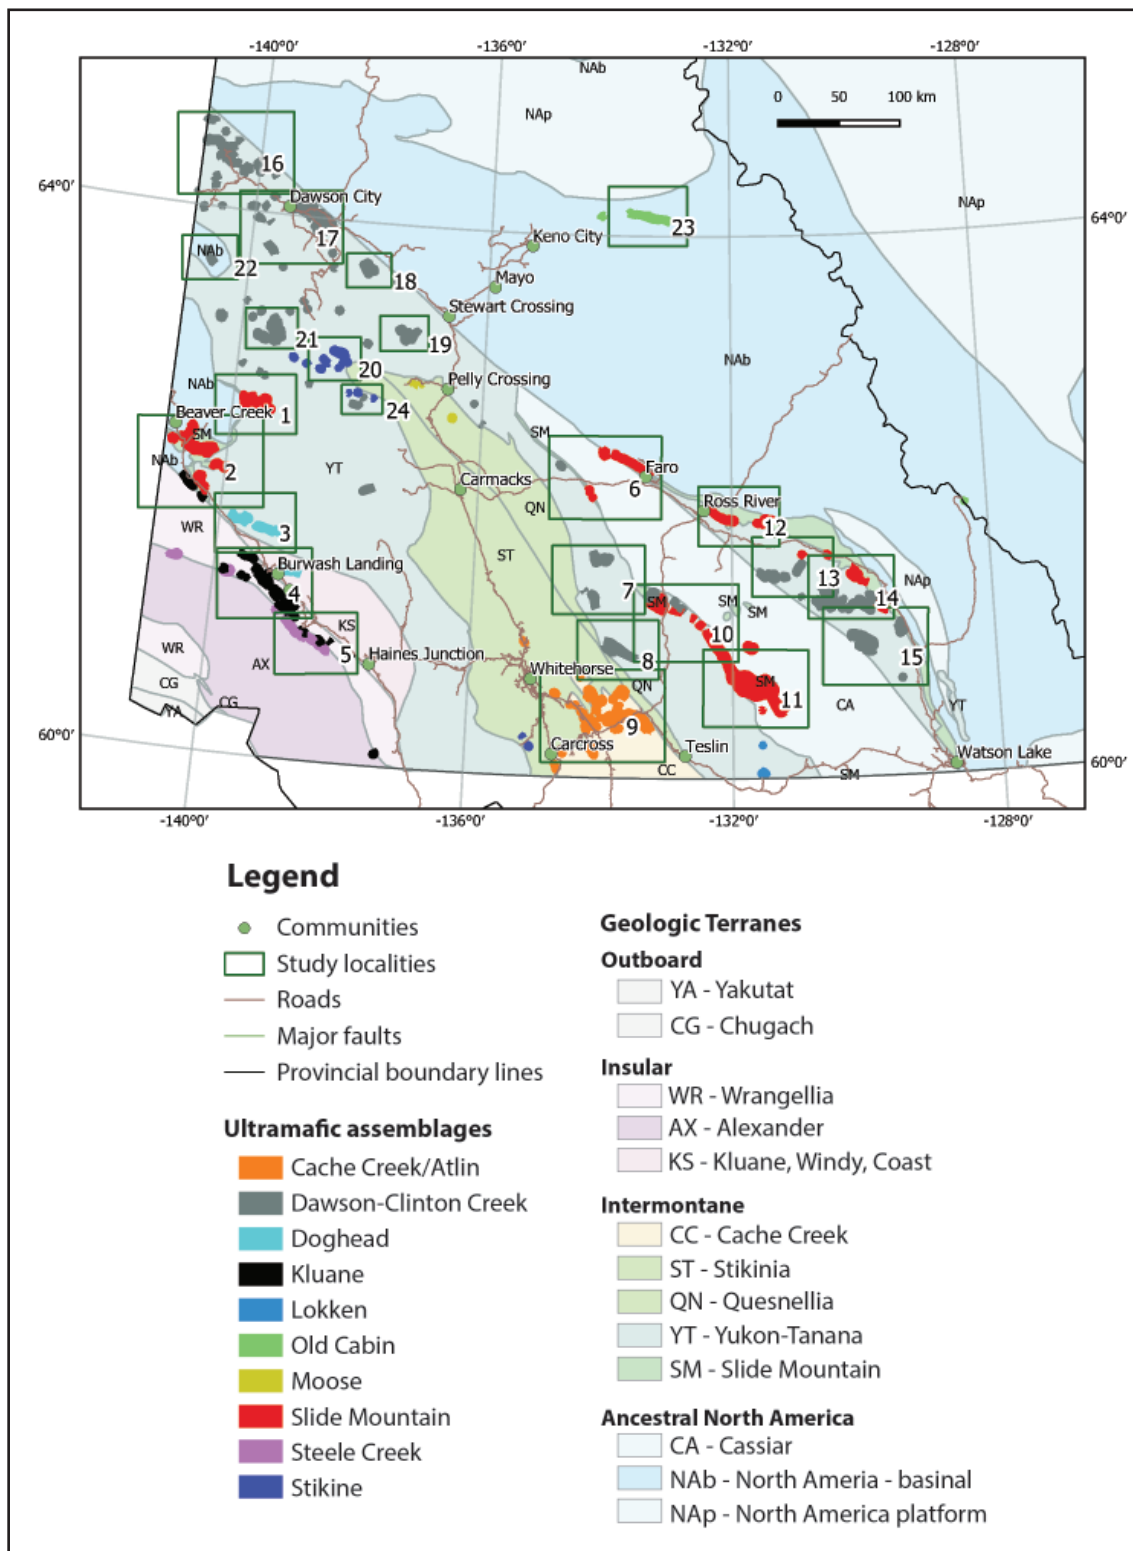 -140°0'
-136°0'
-132°0'
-128°0'
NAb
NAp
0 50 100 km
16
64°0'
Dawson City
NAp
64°0'
17
23
NAb
Keno City
22
18
Mayo
Stewart Crossing
21
19
NAb
20
Pelly Crossing
NAb
24
1
Beaver Creek
SM
SM
NAb
2
YT
Faro
6
Carmacks
Ross River
QN
12
WR
3
ST
Burwash Landing
13
NAp
4
7
SM
SM
SM
14
KS
10
5
WR
AX
Haines Junction
8
15
Whitehorse
QN
SM
CG
11
CA
YT
CG
YA
9
60°0'
Carcross
Teslin
Watson Lake
60°0'
CC
SM
-140°0'
-136°0'
-132°0'
-128°0'
Legend
Communities
Study localities
Roads
Major faults
Provincial boundary lines
Ultramafic assemblages
Cache Creek/Atlin
Dawson-Clinton Creek
Doghead
Kluane
Lokken
Old Cabin
Moose
Slide Mountain
Steele Creek
Stikine
Geologic Terranes
Outboard
YA - Yakutat
CG - Chugach
Insular
WR - Wrangellia
AX - Alexander
KS - Kluane, Windy, Coast
Intermontane
CC - Cache Creek
ST - Stikinia
QN - Quesnellia
YT - Yukon-Tanana
SM - Slide Mountain
Ancestral North America
CA - Cassiar
NAb - North Ameria - basinal
NAp - North America platform